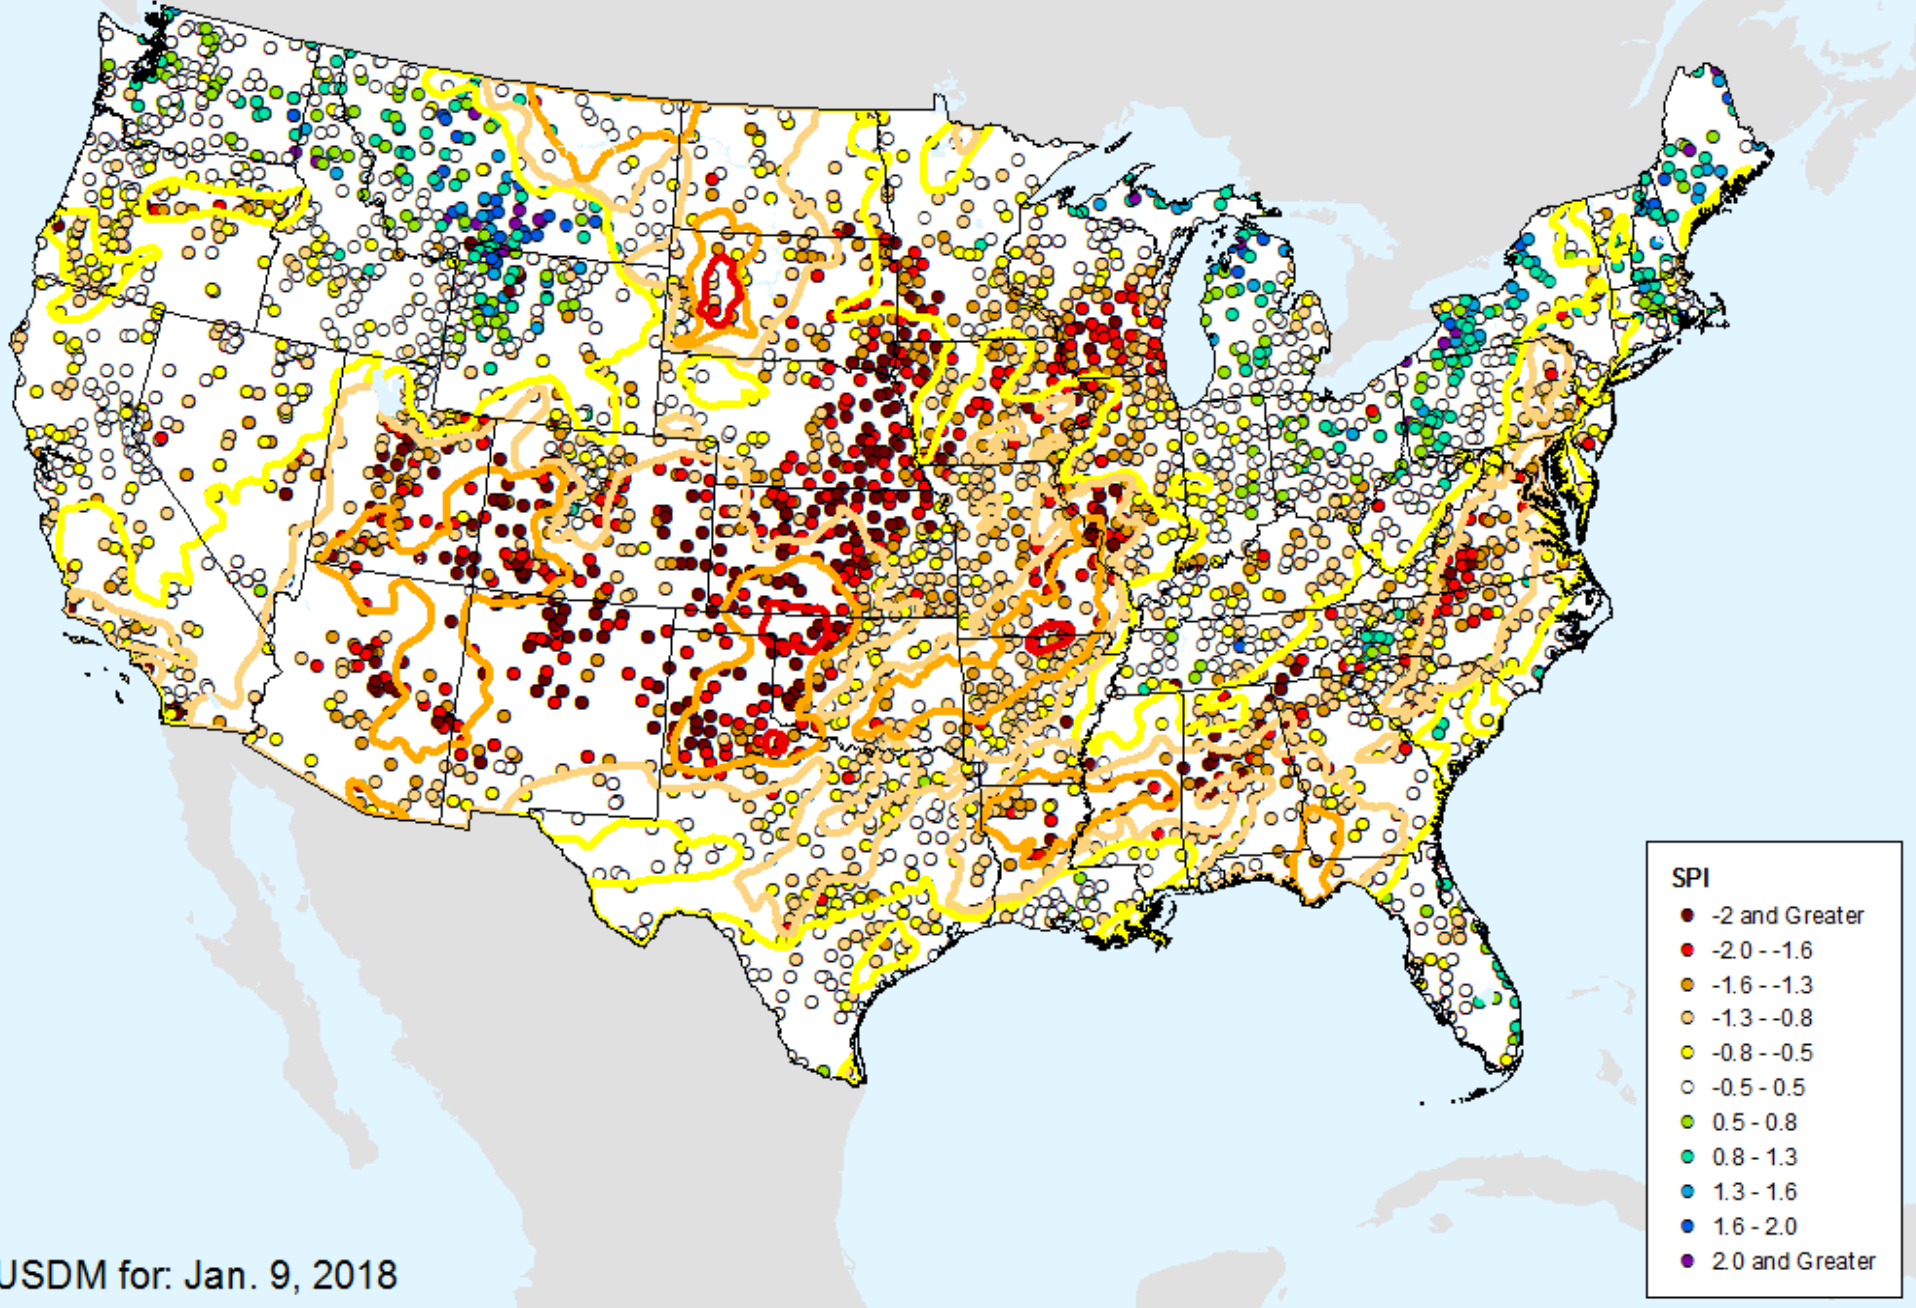 SPI
-2 and Greater
-2.0 - -1.6
-1.6 - -1.3
-1.3 - -0.8
-0.8 - -0.5
-0.5 - 0.5
0.5 - 0.8
0.8 - 1.3
1.3 - 1.6
1.6 - 2.0
2.0 and Greater
USDM for: Jan. 9, 2018